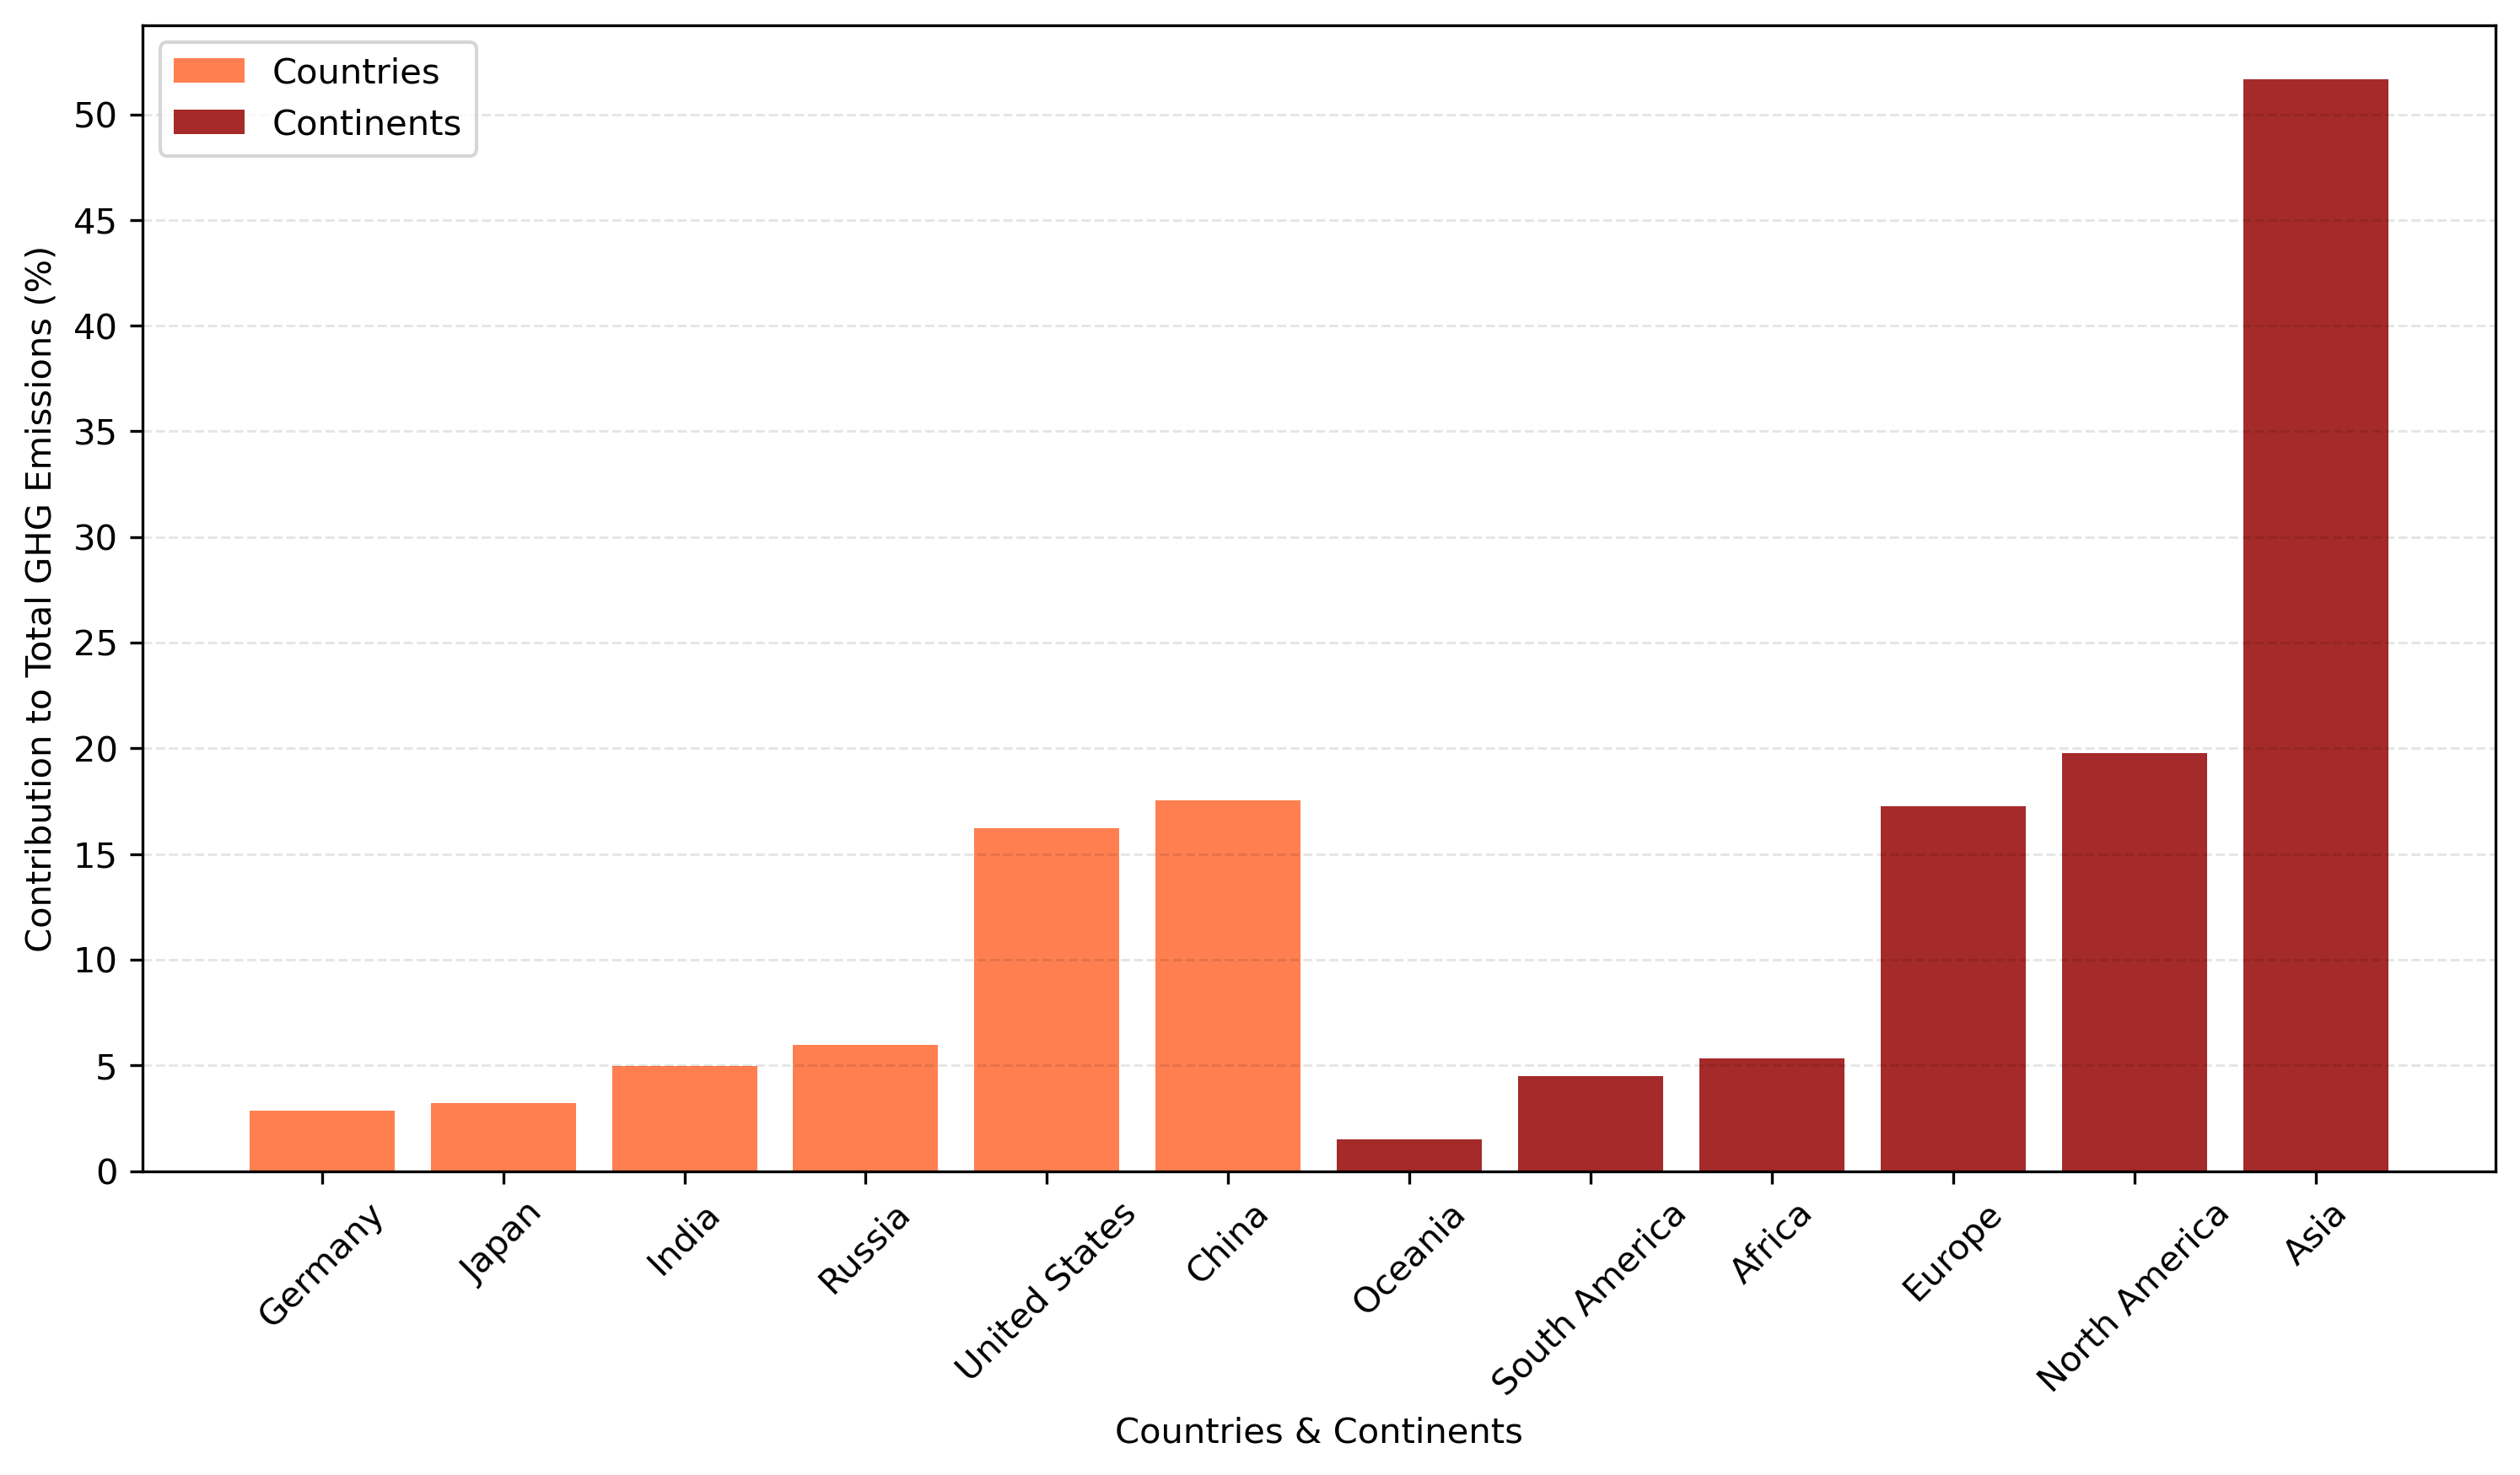 Countries
Continents
Contribution to Total GHG Emissions (%)
50
45
40
35
30
25
20
15
10
5
0
Germany
Japan
India
Russia
United States
China
Oceania
South America
Africa
Europe
North America
Asia
Countries & Continents